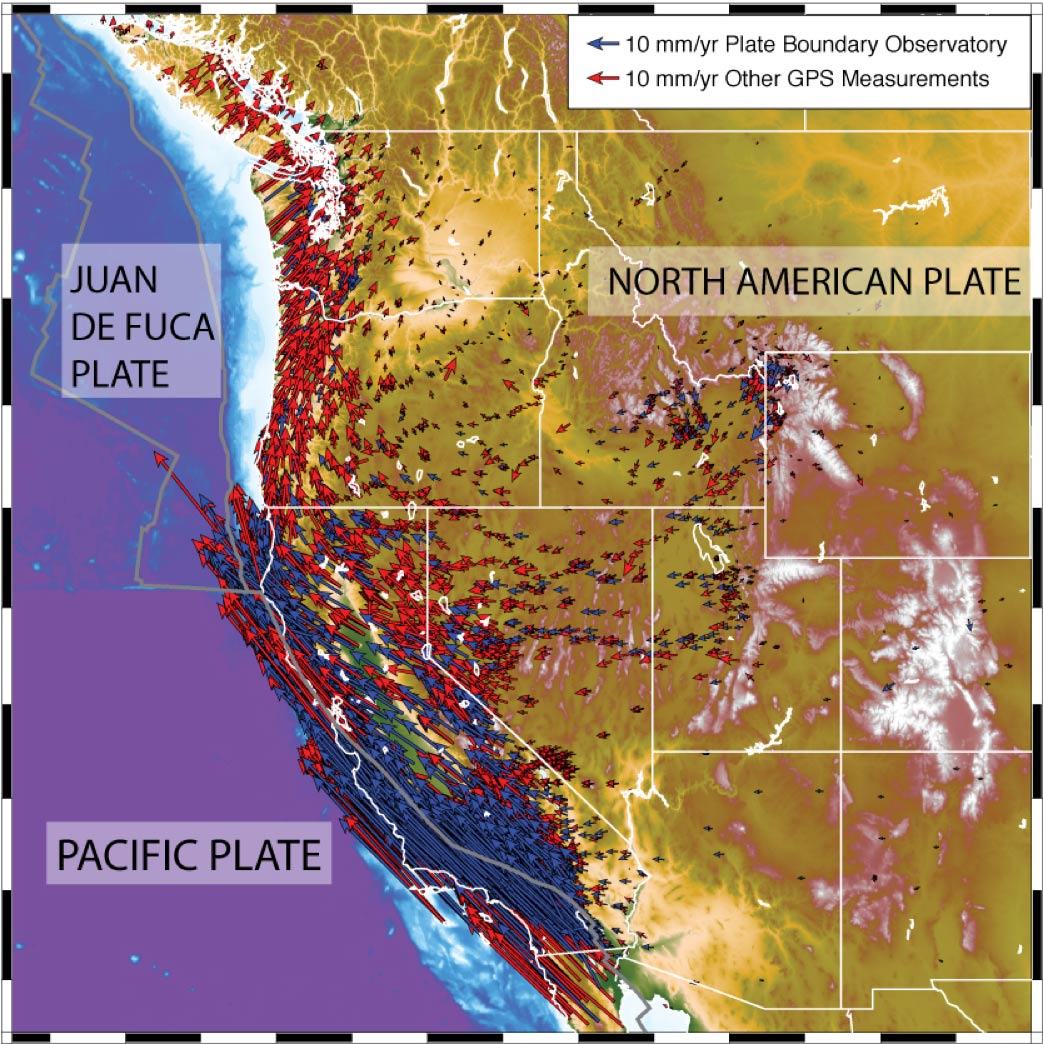 10 mm/yr Plate Boundary Observatory
10 mm/yr Other GPS Measurements
JUAN
DE FUCA
PLATE
NORTH AMERICAN PLATE
PACIFIC PLATE